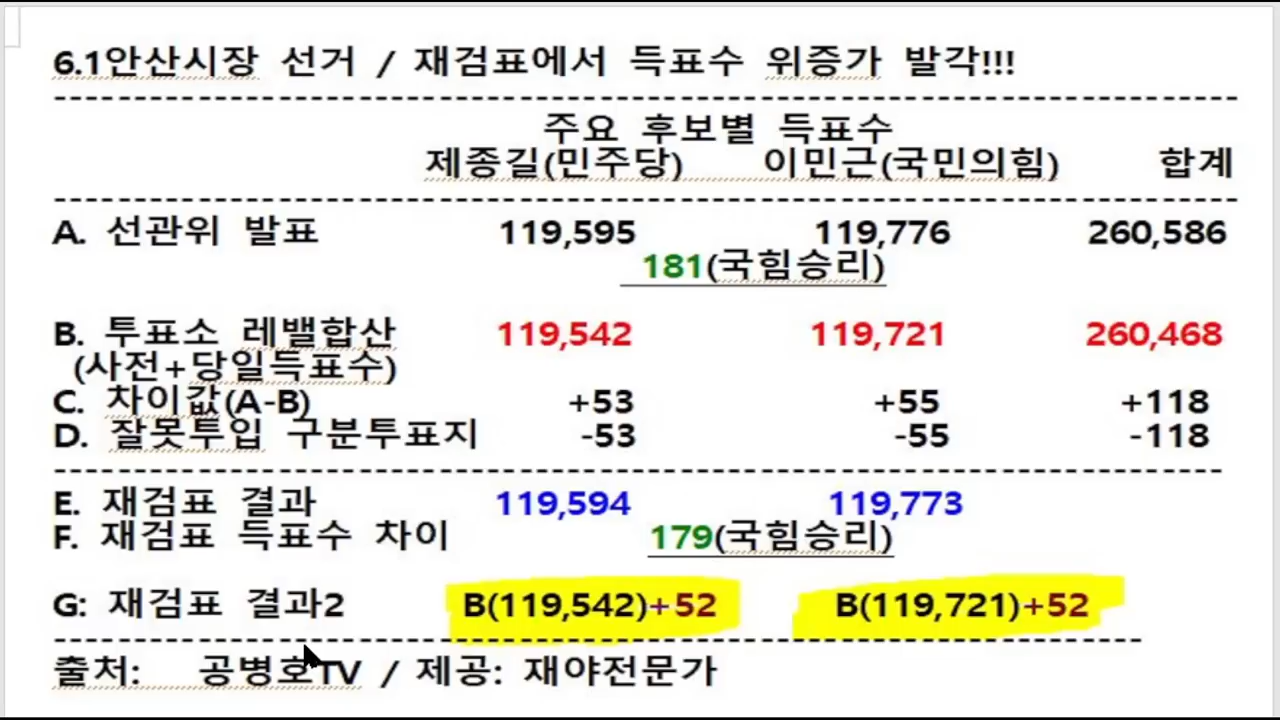 6.1안산시장 선거 / 재검표에서 득표수 위증가 발각!!!
주요 후보별 득표수
제종길(민주당) 이민근(국민의힘) 합계
A. 선관위 발표 119,595 119,776 260,586
181(국힘승리)
B. 투표소 레밸합산 119,542 119,721 260,468
(사전+당일득표수)
C. 차이값(A-B) +53 +55 +118
D. 잘못투입 구분투표지 -53 -55 -118
E. 재검표 결과 119,594 119,773
F. 재검표 득표수 차이 179(국힘승리)
G: 재검표 결과2 B(119,542)+52 B(119,721)+52
출처: 공병호TV / 제공: 재야전문가